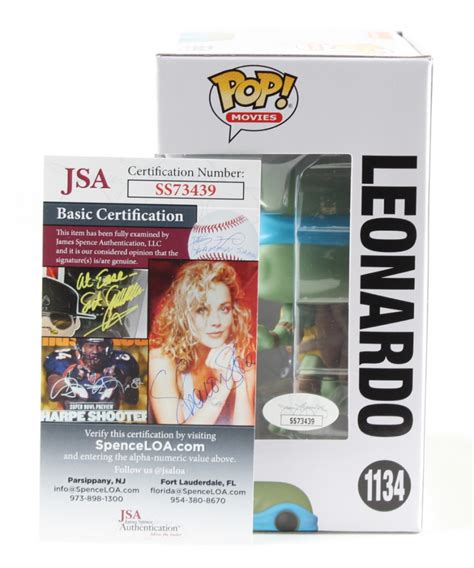 POP!
MOVIES
LEONARDO
1134
SS73439
JSA
Certification Number:
SS73439
Basic Certification
This item has been fully examined by
James Spence Authentication, LLC
and it is our considered opinion that the
signature(s) is/are genuine.
At Ease
SUPER BOWL PREVIEW
HARPE SHOOTER
Verify this certification by visiting
SpenceLOA.com
and entering the alpha-numeric value above.
Follow us @jsaloa
Parsippany, NJ
info@SpenceLOA.com
973-898-1300
Fort Lauderdale, FL
florida@SpenceLOA.com
954-380-8670
JSA
James Spence
Authentication